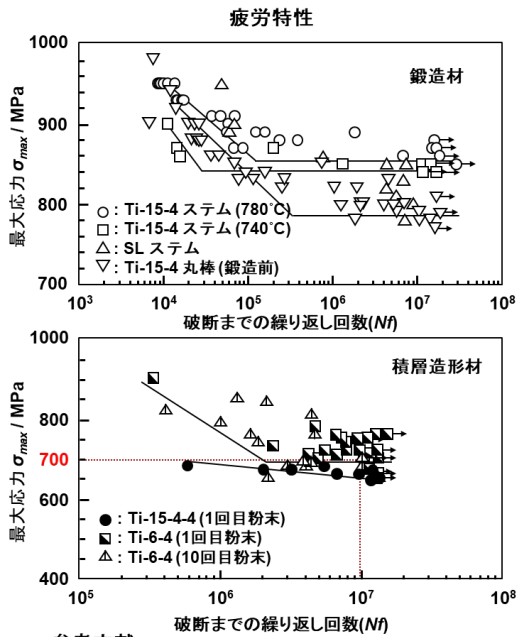 疲労特性
1000
鍛造材
900
800
700
最大応力 σmax / MPa
○ : Ti-15-4 ステム (780°C)
□ : Ti-15-4 ステム (740°C)
△ : SL ステム
▽ : Ti-15-4 丸棒 (鍛造前)
10³ 10⁴ 10⁵ 10⁶ 10⁷ 10⁸
破断までの繰り返し回数(Nf)
1000
積層造形材
800
700
600
400
最大応力 σmax / MPa
: Ti-15-4-4 (1回目粉末)
: Ti-6-4 (1回目粉末)
: Ti-6-4 (10回目粉末)
10⁵ 10⁶ 10⁷ 10⁸
破断までの繰り返し回数(Nf)